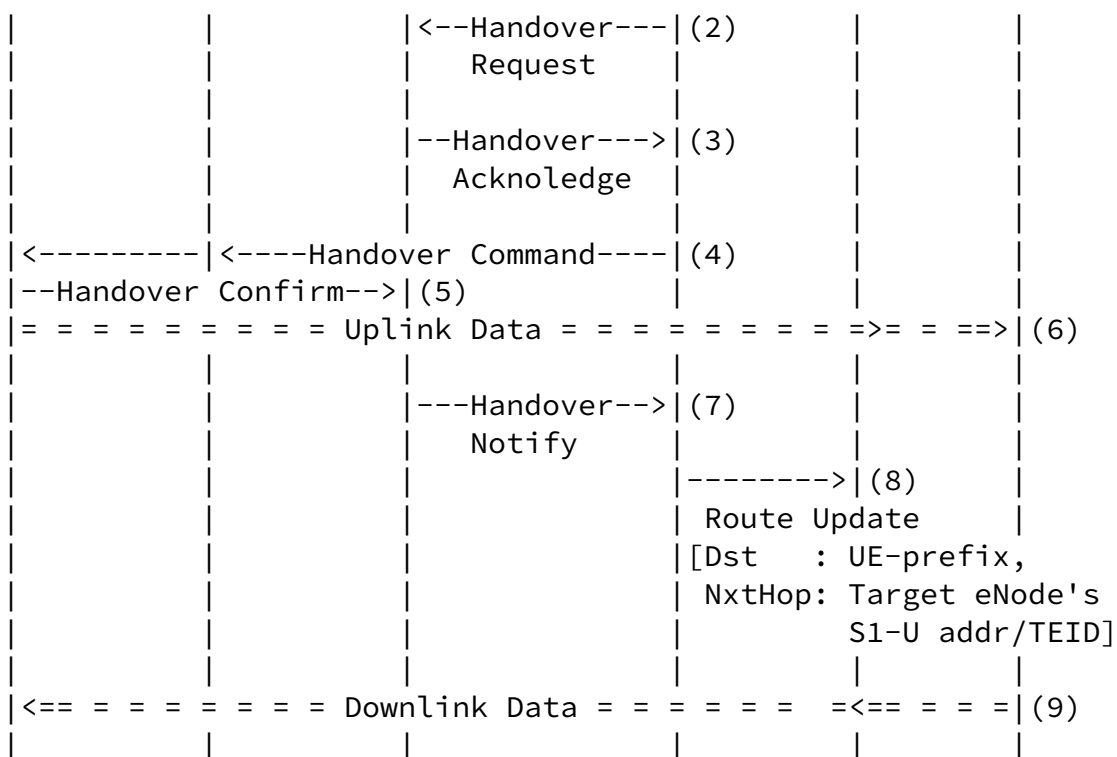 |          |          |<--Handover---|(2)      |        |
|          |          |   Request    |         |        |
|          |          |              |         |        |
|          |          |--Handover--->|(3)      |        |
|          |          |  Acknoledge  |         |        |
|          |          |              |         |        |
|<---------|<----Handover Command----|(4)      |        |
|--Handover Confirm-->|(5)           |         |        |
|= = = = = = = = = Uplink Data = = = = = = = = =>= = ==>|(6)
|          |          |              |         |        |
|          |          |---Handover-->|(7)      |        |
|          |          |   Notify     |         |        |
|          |          |              |-------->|(8)     |
|          |          |              | Route Update     |
|          |          |              |[Dst   : UE-prefix,
|          |          |              | NxtHop: Target eNode's
|          |          |              |         S1-U addr/TEID]
|          |          |              |         |        |
|<== = = = = = = = Downlink Data = = = = = =  =<== = = =|(9)
|          |          |              |         |        |